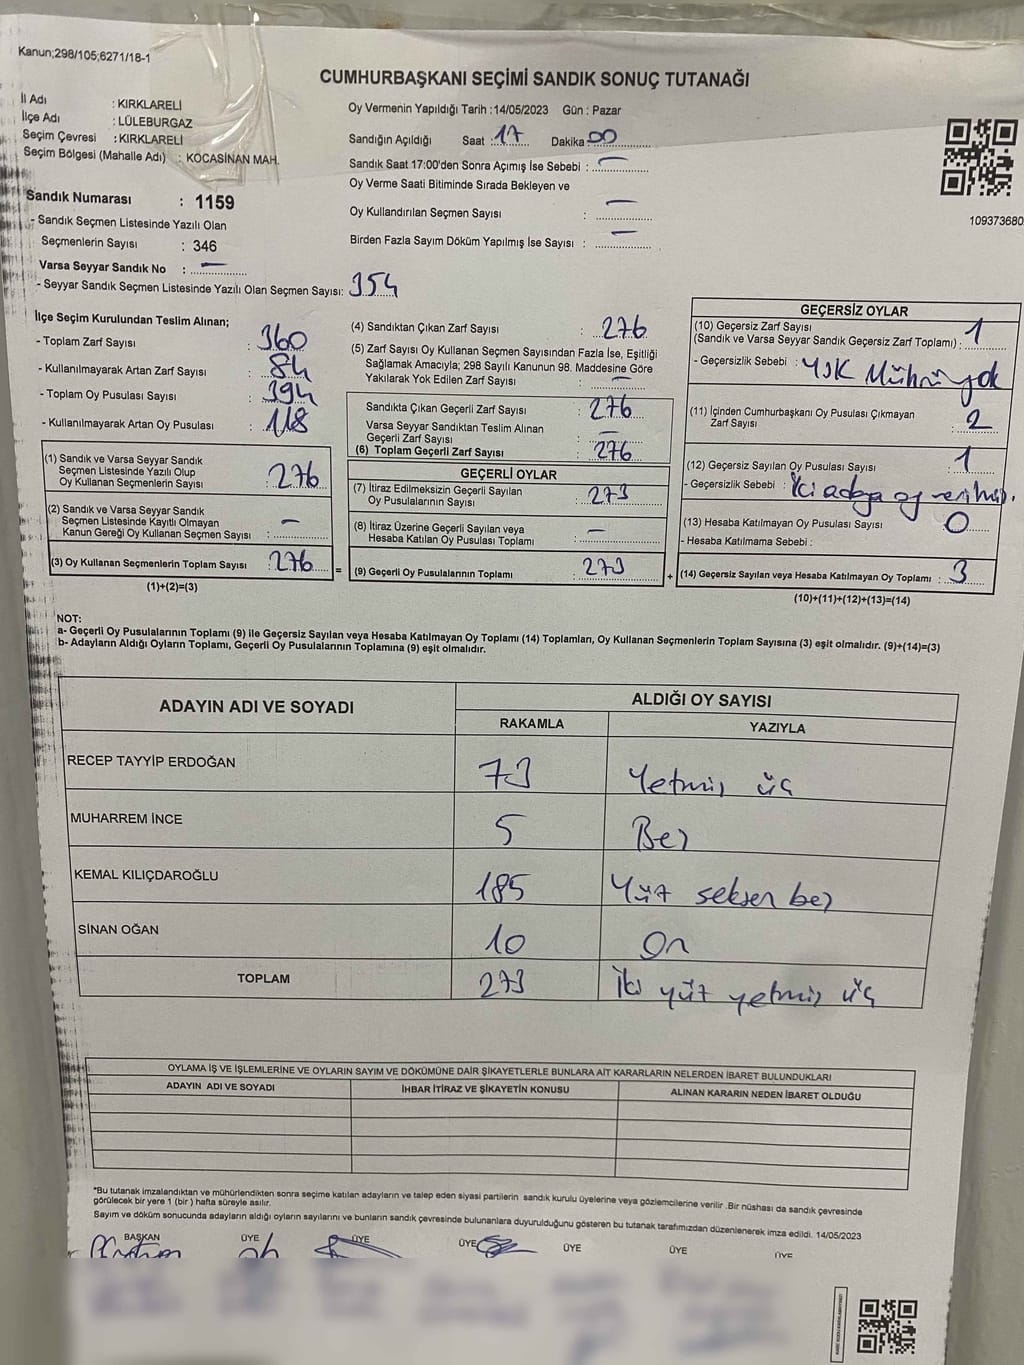 Kanun;298/105;6271/18-1
CUMHURBAŞKANI SEÇİMİ SANDIK SONUÇ TUTANAĞI
İl Adı : KIRKLARELİ
İlçe Adı : LÜLEBURGAZ
Seçim Çevresi : KIRKLARELİ
Seçim Bölgesi (Mahalle Adı) : KOCASİNAN MAH.
Sandık Numarası : 1159
- Sandık Seçmen Listesinde Yazılı Olan
Seçmenlerin Sayısı : 346
Varsa Seyyar Sandık No : —
- Seyyar Sandık Seçmen Listesinde Yazılı Olan Seçmen Sayısı: 354
Oy Vermenin Yapıldığı Tarih :14/05/2023 Gün : Pazar
Sandığın Açıldığı Saat : 17 Dakika 00
Sandık Saat 17:00'den Sonra Açımış İse Sebebi : —
Oy Verme Saati Bitiminde Sırada Bekleyen ve
Oy Kullandırılan Seçmen Sayısı : —
Birden Fazla Sayım Döküm Yapılmış İse Sayısı : —
109373680
İlçe Seçim Kurulundan Teslim Alınan;
- Toplam Zarf Sayısı : 360
- Kullanılmayarak Artan Zarf Sayısı : 84
- Toplam Oy Pusulası Sayısı : 394
- Kullanılmayarak Artan Oy Pusulası : 118
(1) Sandık ve Varsa Seyyar Sandık
Seçmen Listesinde Yazılı Olup
Oy Kullanan Seçmenlerin Sayısı : 276
(2) Sandık ve Varsa Seyyar Sandık
Seçmen Listesinde Kayıtlı Olmayan
Kanun Gereği Oy Kullanan Seçmen Sayısı : —
(3) Oy Kullanan Seçmenlerin Toplam Sayısı : 276 =
(1)+(2)=(3)
(4) Sandıktan Çıkan Zarf Sayısı : 276
(5) Zarf Sayısı Oy Kullanan Seçmen Sayısından Fazla İse, Eşitliği
Sağlamak Amacıyla; 298 Sayılı Kanunun 98. Maddesine Göre
Yakılarak Yok Edilen Zarf Sayısı : —
Sandıkta Çıkan Geçerli Zarf Sayısı : 276
Varsa Seyyar Sandıktan Teslim Alınan
Geçerli Zarf Sayısı : —
(6) Toplam Geçerli Zarf Sayısı : 276
GEÇERLİ OYLAR
(7) İtiraz Edilmeksizin Geçerli Sayılan
Oy Pusulalarının Sayısı : 273
(8) İtiraz Üzerine Geçerli Sayılan veya
Hesaba Katılan Oy Pusulası Toplamı : —
(9) Geçerli Oy Pusulalarının Toplamı : 273 +
GEÇERSİZ OYLAR
(10) Geçersiz Zarf Sayısı
(Sandık ve Varsa Seyyar Sandık Geçersiz Zarf Toplamı) : 1
- Geçersizlik Sebebi : YSK Mührü yok
(11) İçinden Cumhurbaşkanı Oy Pusulası Çıkmayan
Zarf Sayısı : 2
(12) Geçersiz Sayılan Oy Pusulası Sayısı : 1
- Geçersizlik Sebebi : İki adaya oy verilmiş.
(13) Hesaba Katılmayan Oy Pusulası Sayısı : 0
- Hesaba Katılmama Sebebi :
(14) Geçersiz Sayılan veya Hesaba Katılmayan Oy Toplamı : 3
(10)+(11)+(12)+(13)=(14)
NOT:
a- Geçerli Oy Pusulalarının Toplamı (9) ile Geçersiz Sayılan veya Hesaba Katılmayan Oy Toplamı (14) Toplamları, Oy Kullanan Seçmenlerin Toplam Sayısına (3) eşit olmalıdır. (9)+(14)=(3)
b- Adayların Aldığı Oyların Toplamı, Geçerli Oy Pusulalarının Toplamına (9) eşit olmalıdır.
ADAYIN ADI VE SOYADI ALDIĞI OY SAYISI
RAKAMLA YAZIYLA
RECEP TAYYİP ERDOĞAN 73 Yetmiş üç
MUHARREM İNCE 5 Beş
KEMAL KILIÇDAROĞLU 185 Yüz seksen beş
SİNAN OĞAN 10 On
TOPLAM 273 İki yüz yetmiş üç
OYLAMA İŞ VE İŞLEMLERİNE VE OYLARIN SAYIM VE DÖKÜMÜNE DAİR ŞİKAYETLERLE BUNLARA AİT KARARLARIN NELERDEN İBARET BULUNDUKLARI
ADAYIN ADI VE SOYADI İHBAR İTİRAZ VE ŞİKAYETİN KONUSU ALINAN KARARIN NEDEN İBARET OLDUĞU
*Bu tutanak imzalandıktan ve mühürlendikten sonra seçime katılan adayların ve talep eden siyasi partilerin sandık kurulu üyelerine veya gözlemcilerine verilir .Bir nüshası da sandık çevresinde
görülecek bir yere 1 (bir ) hafta süreyle asılır.
Sayım ve döküm sonucunda adayların aldığı oyların sayılarını ve bunların sandık çevresinde bulunanlara duyurulduğunu gösteren bu tutanak tarafımızdan düzenlenerek imza edildi. 14/05/2023
BAŞKAN ÜYE ÜYE ÜYE ÜYE ÜYE ÜYE